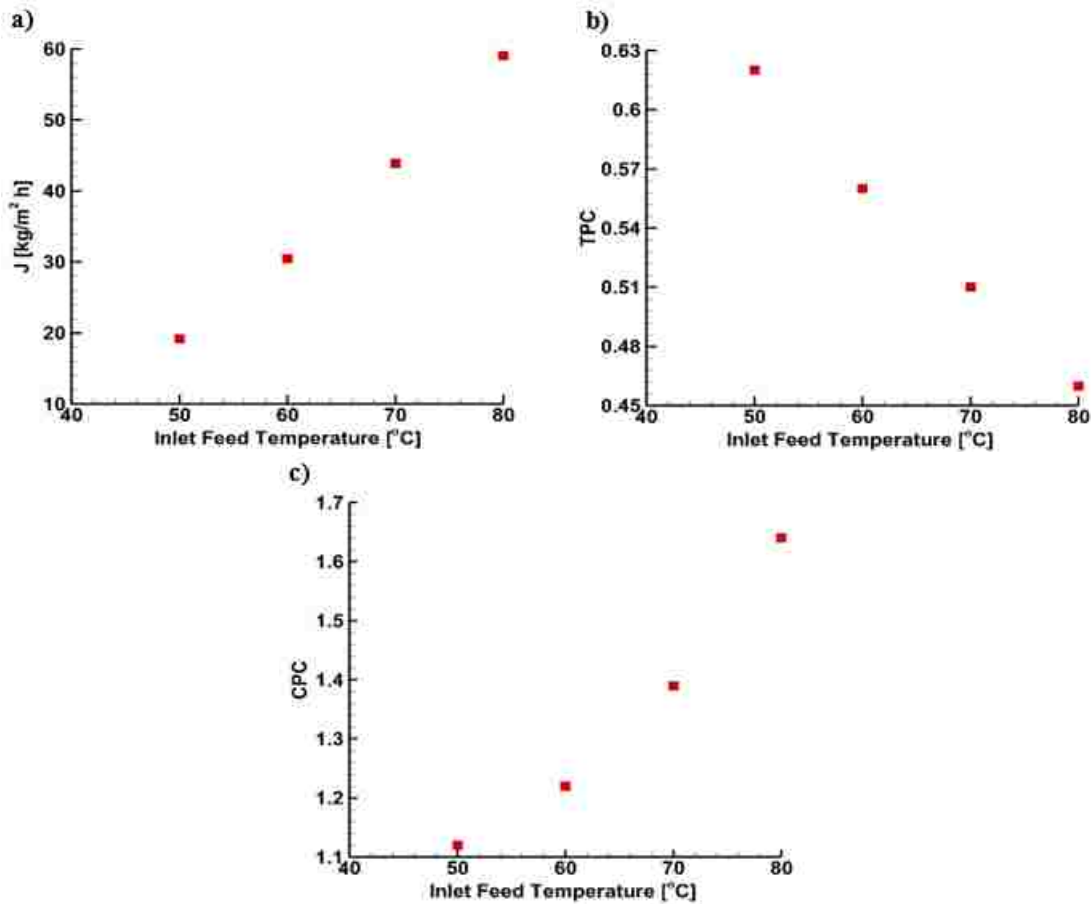 a)
60
50
40
30
20
10
J [kg/m² h]
40 50 60 70 80
Inlet Feed Temperature [°C]
b)
0.63
0.6
0.57
0.54
0.51
0.48
0.45
TPC
40 50 60 70 80
Inlet Feed Temperature [°C]
c)
1.7
1.6
1.5
1.4
1.3
1.2
1.1
CPC
40 50 60 70 80
Inlet Feed Temperature [°C]